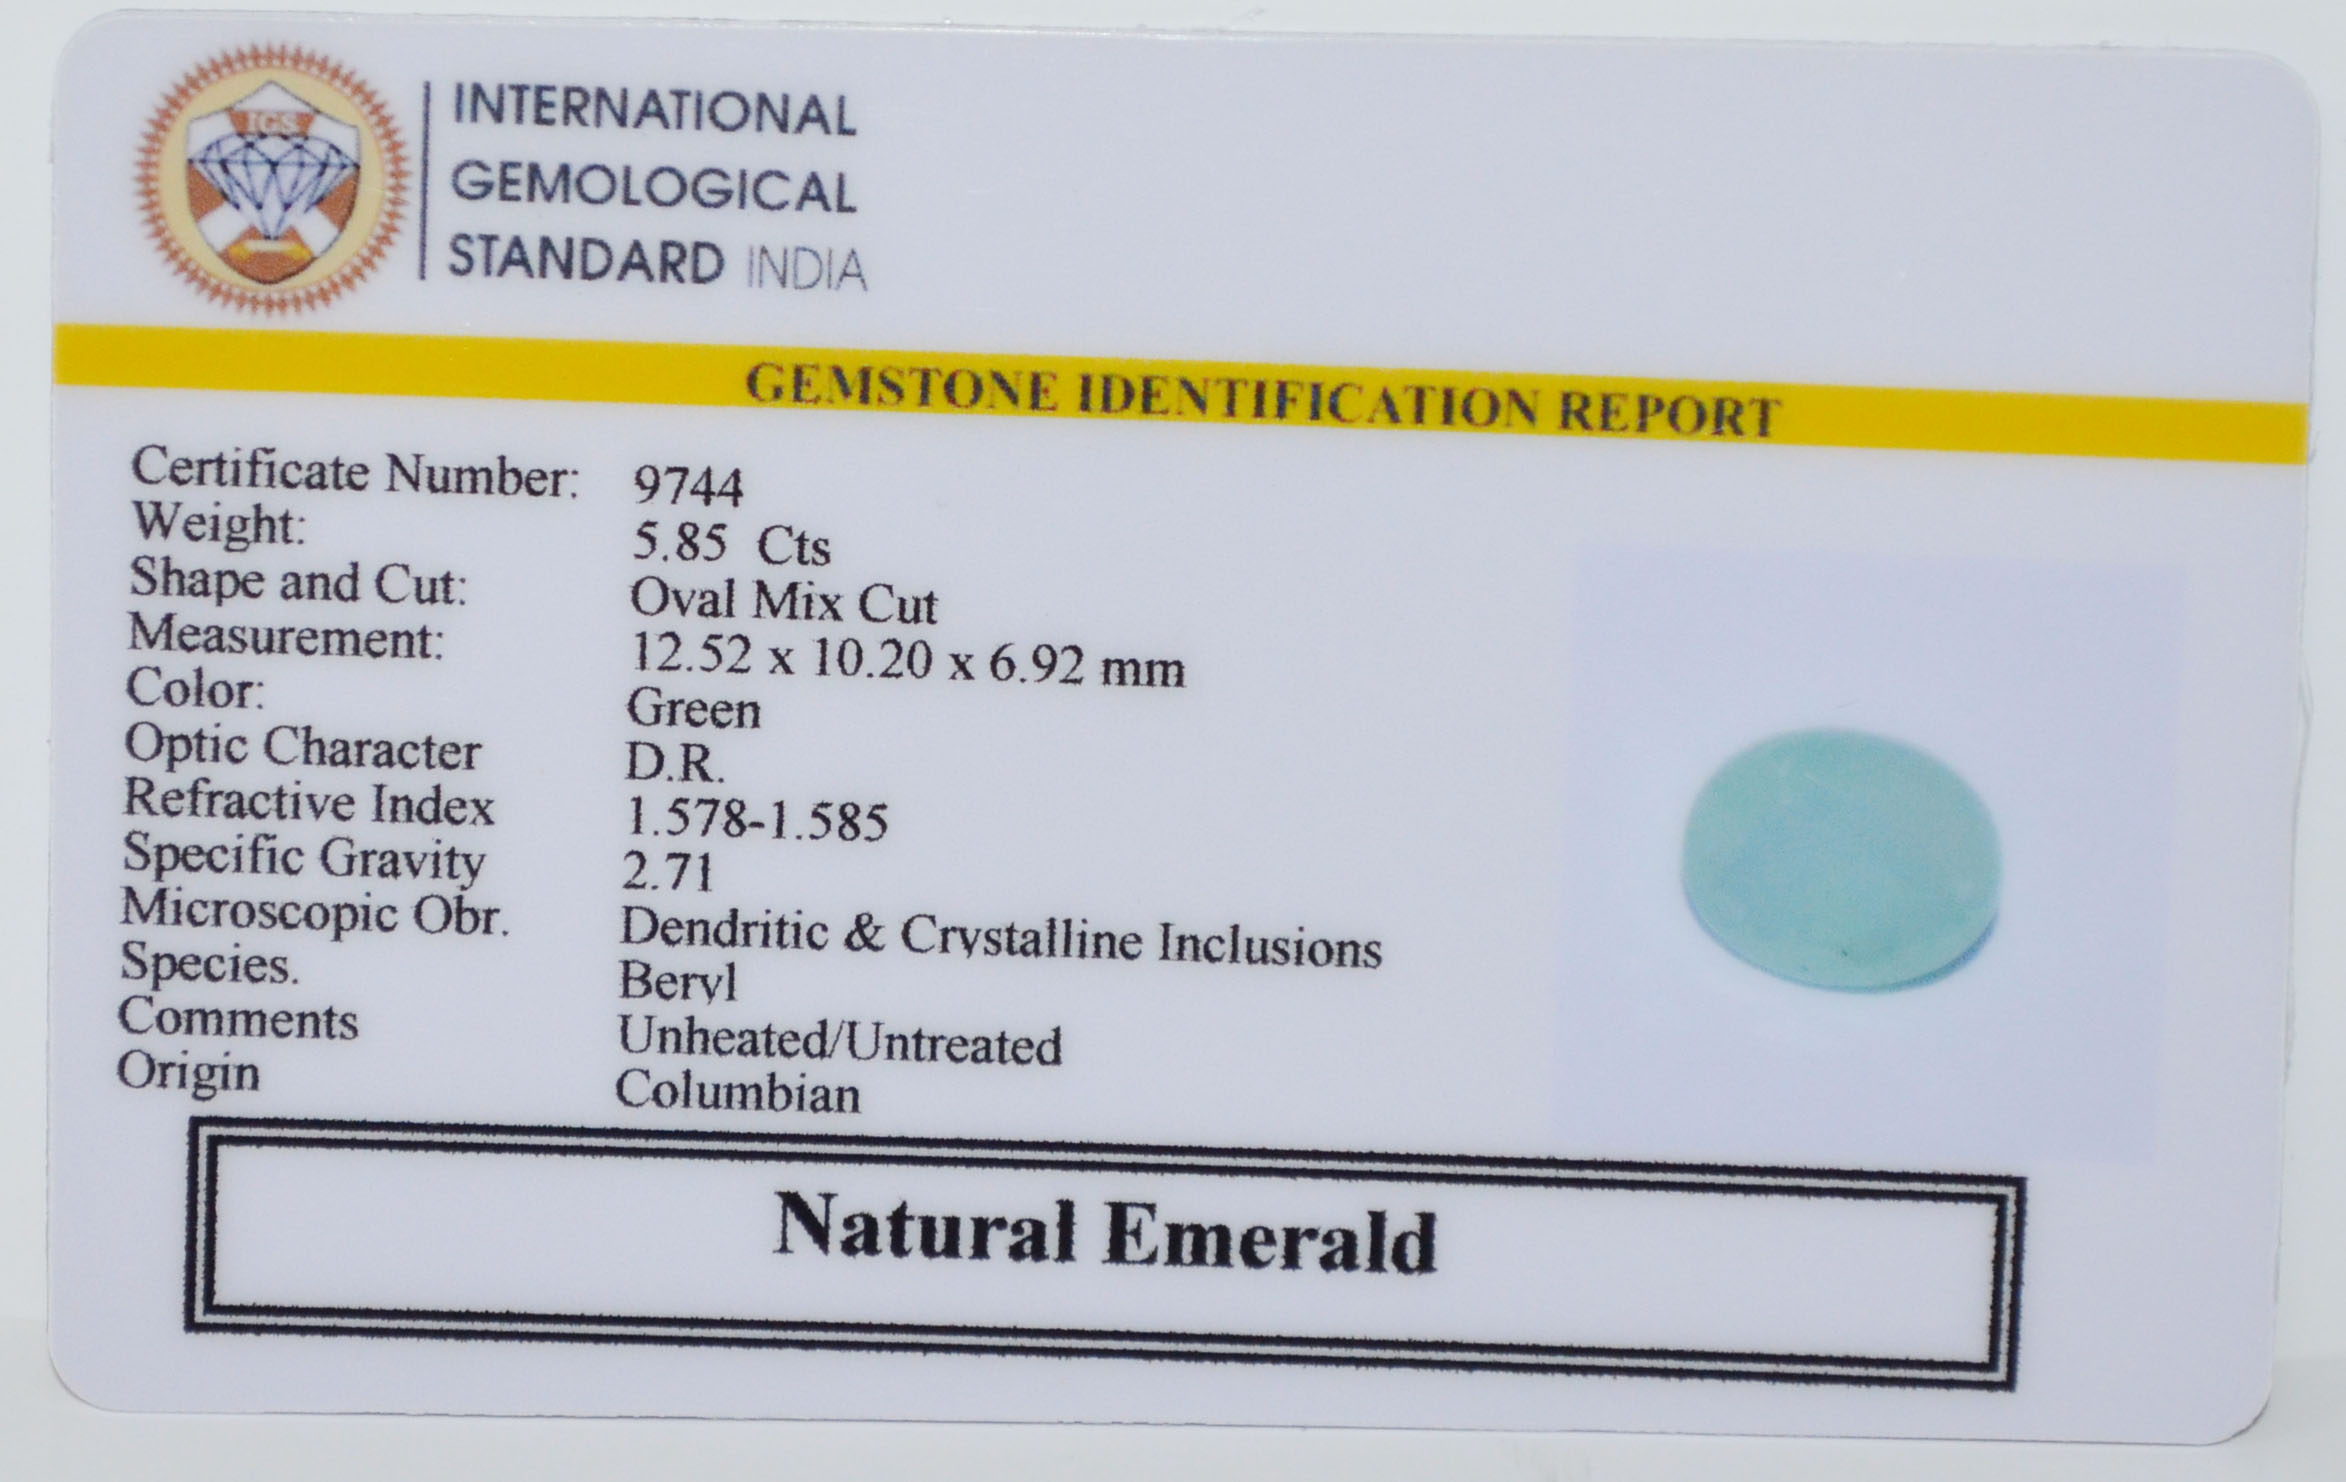 IGS
INTERNATIONAL
GEMOLOGICAL
STANDARD INDIA
GEMSTONE IDENTIFICATION REPORT
Certificate Number: 9744
Weight: 5.85 Cts
Shape and Cut: Oval Mix Cut
Measurement: 12.52 x 10.20 x 6.92 mm
Color: Green
Optic Character D.R.
Refractive Index 1.578-1.585
Specific Gravity 2.71
Microscopic Obr. Dendritic & Crystalline Inclusions
Species. Beryl
Comments Unheated/Untreated
Origin Columbian
Natural Emerald